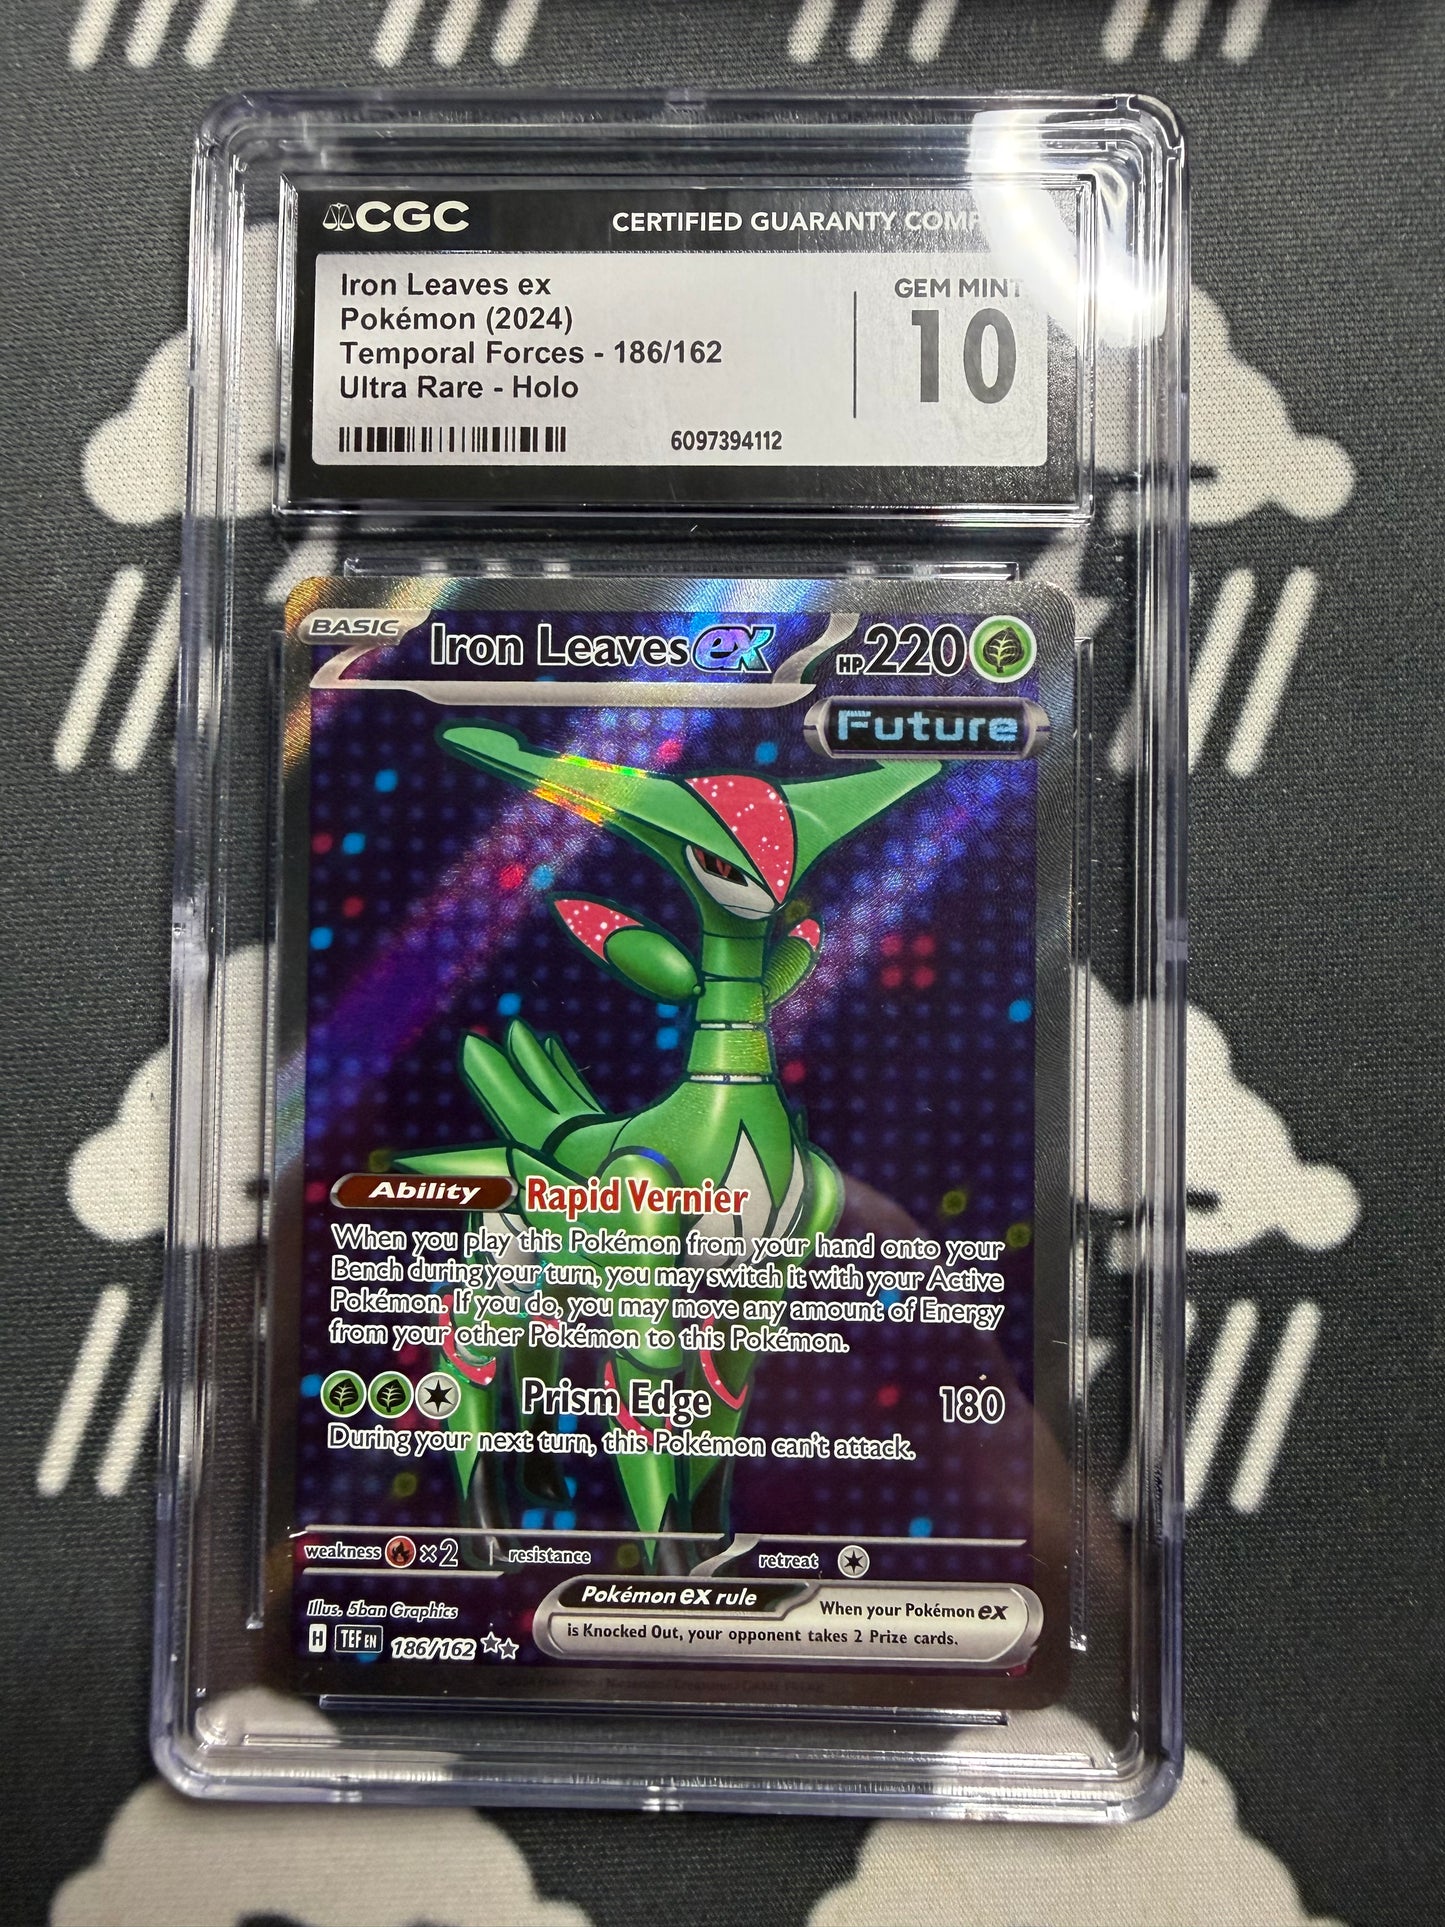 CGC CERTIFIED GUARANTY
Iron Leaves ex GEM MINT
Pokémon (2024) 10
Temporal Forces - 186/162
Ultra Rare - Holo
6097394112
BASIC Iron Leaves ex HP 220
Future
Ability Rapid Vernier
When you play this Pokémon from your hand onto your
Bench during your turn, you may switch it with your Active
Pokémon. If you do, you may move any amount of Energy
from your other Pokémon to this Pokémon.
Prism Edge 180
During your next turn, this Pokémon can't attack.
weakness ×2 resistance retreat
Illus. 5ban Graphics
Pokémon ex rule When your Pokémon ex
is Knocked Out, your opponent takes 2 Prize cards.
H TEF EN 186/162